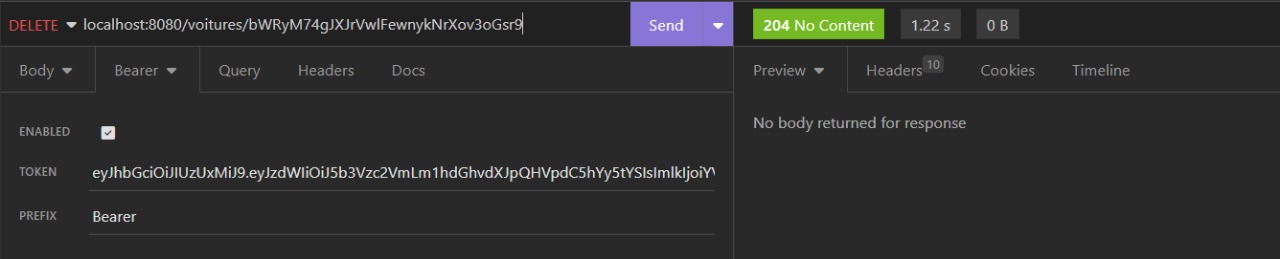 DELETE localhost:8080/voitures/bWRyM74gJXJrVwlFewnykNrXov3oGsr9 Send 204 No Content 1.22 s 0 B
Body Bearer Query Headers Docs Preview Headers 10 Cookies Timeline
ENABLED
No body returned for response
TOKEN eyJhbGciOiJIUzUxMiJ9.eyJzdWIiOiJ5b3Vzc2VmLm1hdGhvdXJpQHVpdC5hYy5tYSIsImlkIjoiYV
PREFIX Bearer